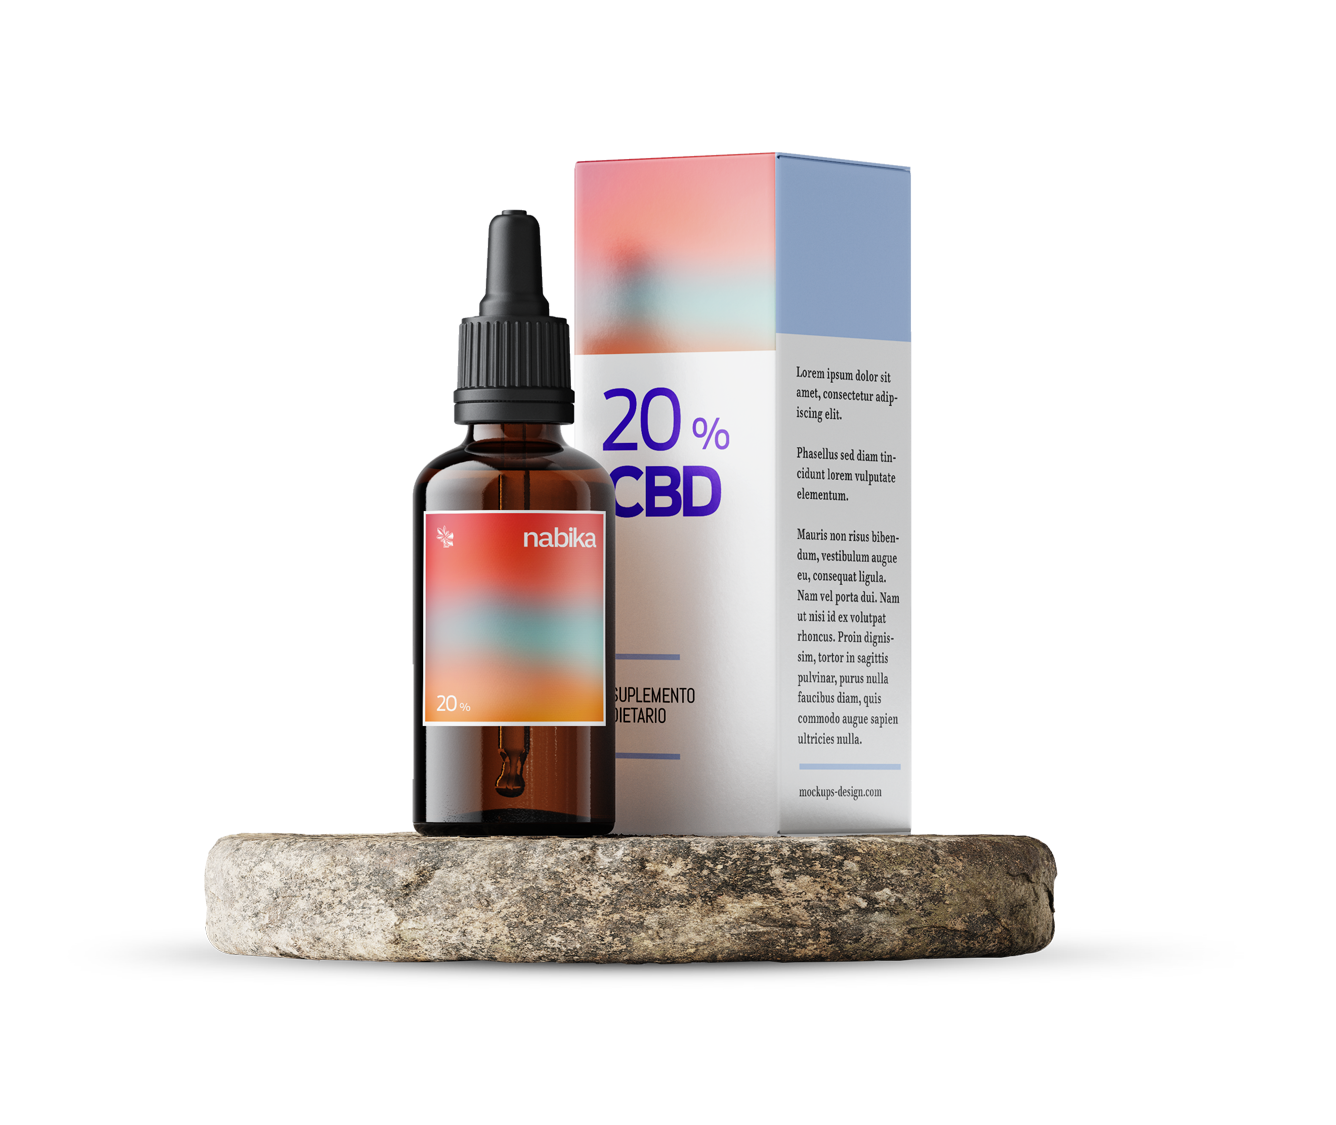 nabika
20 %
20 %
CBD
SUPLEMENTO
DIETARIO
Lorem ipsum dolor sit
amet, consectetur adip-
iscing elit.
Phasellus sed diam tin-
cidunt lorem vulputate
elementum.
Mauris non risus biben-
dum, vestibulum augue
eu, consequat ligula.
Nam vel porta dui. Nam
ut nisi id ex volutpat
rhoncus. Proin dignis-
sim, tortor in sagittis
pulvinar, purus nulla
faucibus diam, quis
commodo augue sapien
ultricies nulla.
mockups-design.com